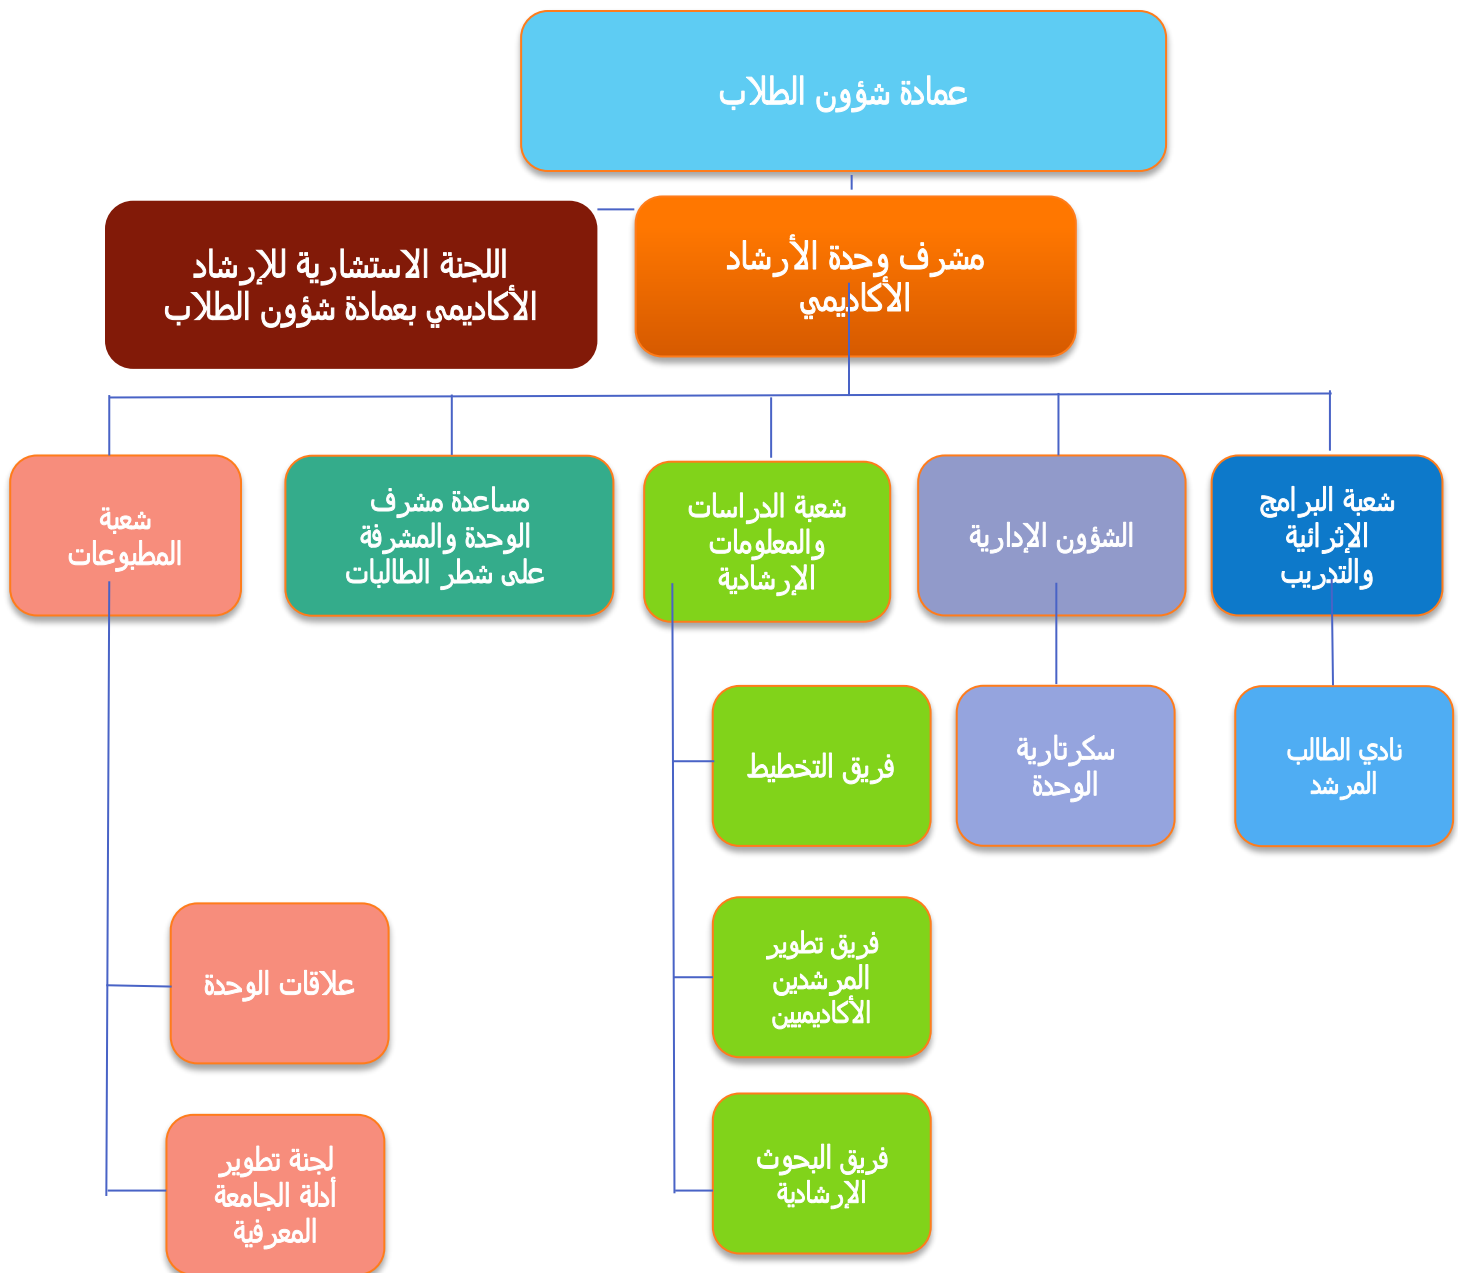 عمادة شؤون الطلاب
مشرف وحدة الأرشاد
الأكاديمي
اللجنة الاستشارية للإرشاد
الأكاديمي بعمادة شؤون الطلاب
شعبة البرامج
الإثرائية
والتدريب
الشؤون الإدارية
شعبة الدراسات
والمعلومات
الإرشادية
مساعدة مشرف
الوحدة والمشرفة
على شطر الطالبات
شعبة
المطبوعات
نادي الطالب
المرشد
سكرتارية
الوحدة
فريق التخطيط
فريق تطوير
المرشدين
الأكاديميين
علاقات الوحدة
فريق البحوث
الإرشادية
لجنة تطوير
أدلة الجامعة
المعرفية